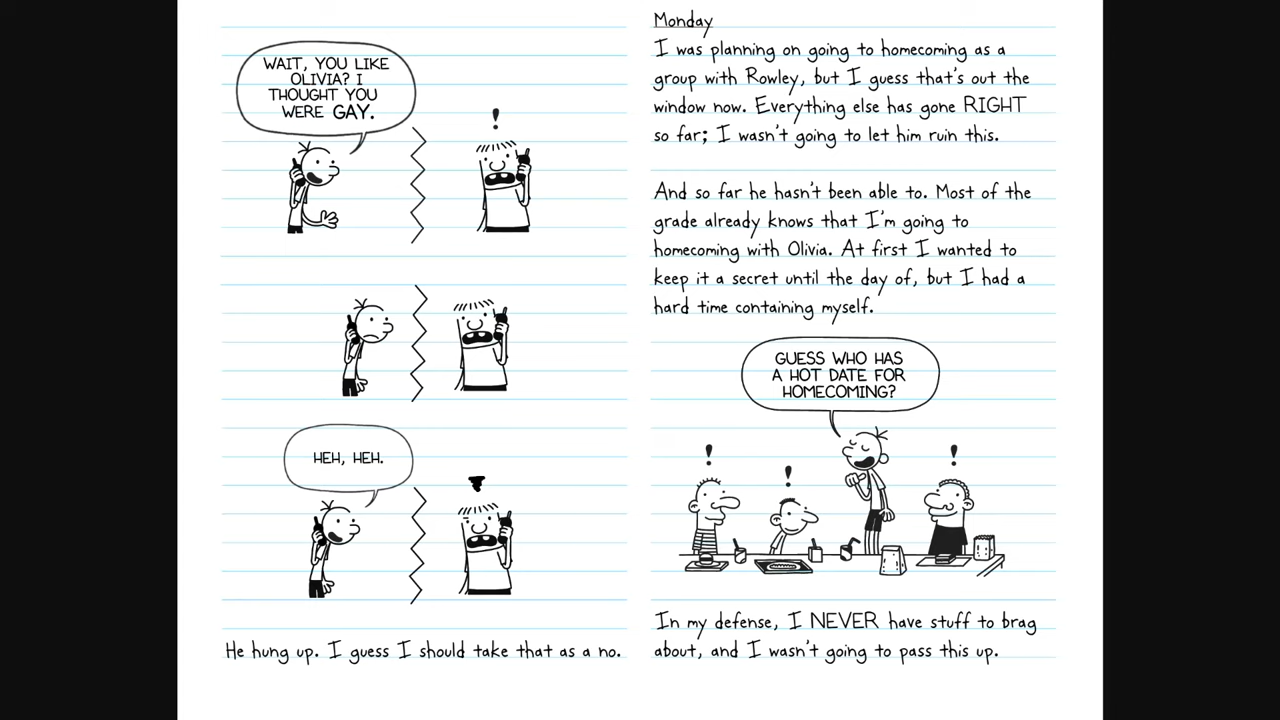 WAIT, YOU LIKE
OLIVIA? I
THOUGHT YOU
WERE GAY.
!
HEH, HEH.
He hung up. I guess I should take that as a no.
Monday
I was planning on going to homecoming as a
group with Rowley, but I guess that's out the
window now. Everything else has gone RIGHT
so far; I wasn't going to let him ruin this.
And so far he hasn't been able to. Most of the
grade already knows that I'm going to
homecoming with Olivia. At first I wanted to
keep it a secret until the day of, but I had a
hard time containing myself.
GUESS WHO HAS
A HOT DATE FOR
HOMECOMING?
!
!
!
In my defense, I NEVER have stuff to brag
about, and I wasn't going to pass this up.